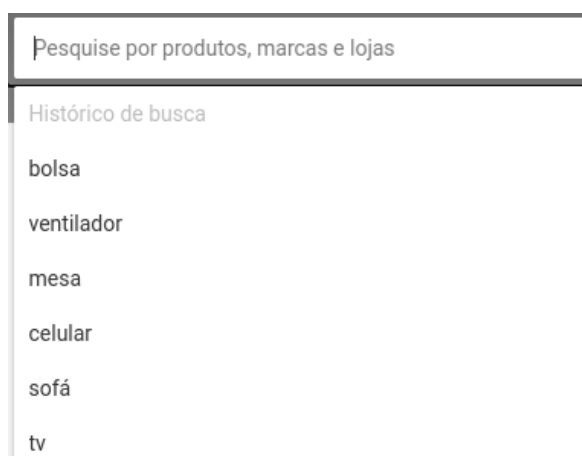 Pesquise por produtos, marcas e lojas
Histórico de busca
bolsa
ventilador
mesa
celular
sofá
tv